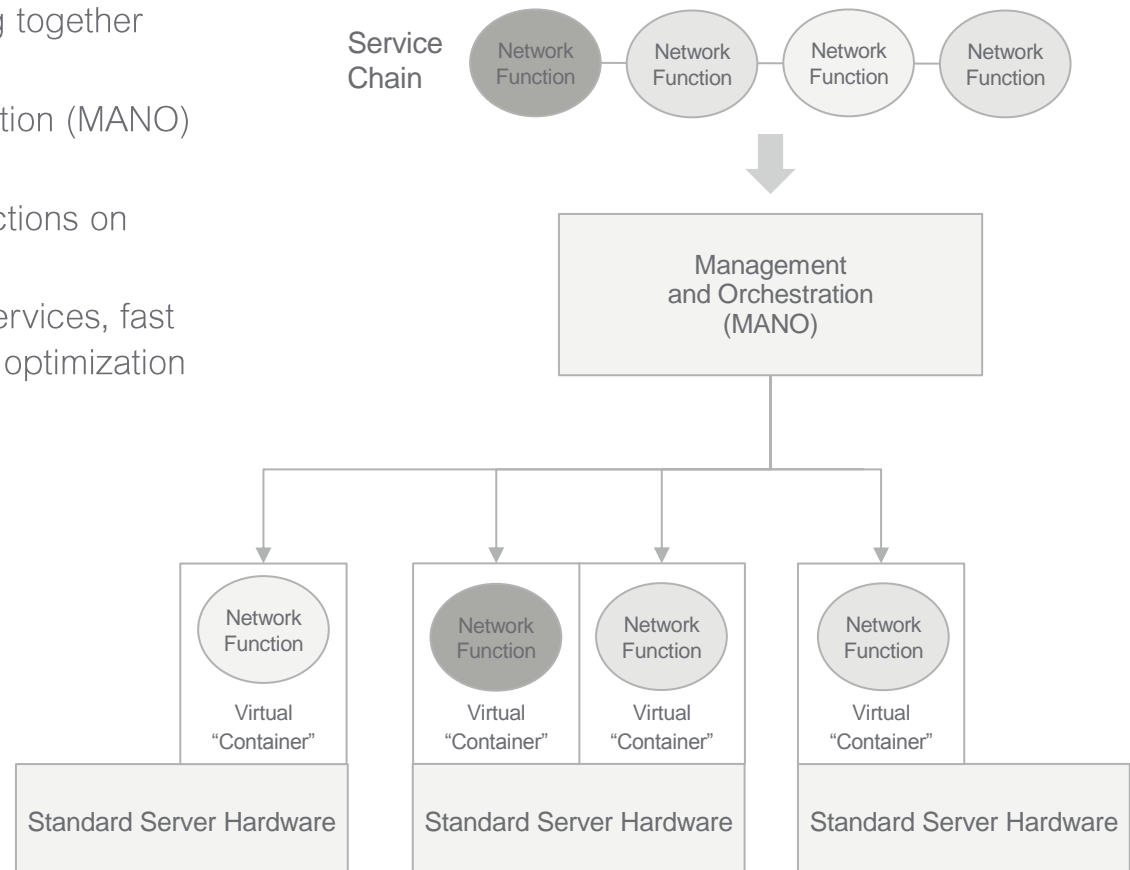 g together
tion (MANO)
ctions on
ervices, fast
optimization
Service
Chain
Network
Function
Network
Function
Network
Function
Network
Function
Management
and Orchestration
(MANO)
Network
Function
Virtual
“Container”
Network
Function
Virtual
“Container”
Network
Function
Virtual
“Container”
Network
Function
Virtual
“Container”
Standard Server Hardware
Standard Server Hardware
Standard Server Hardware